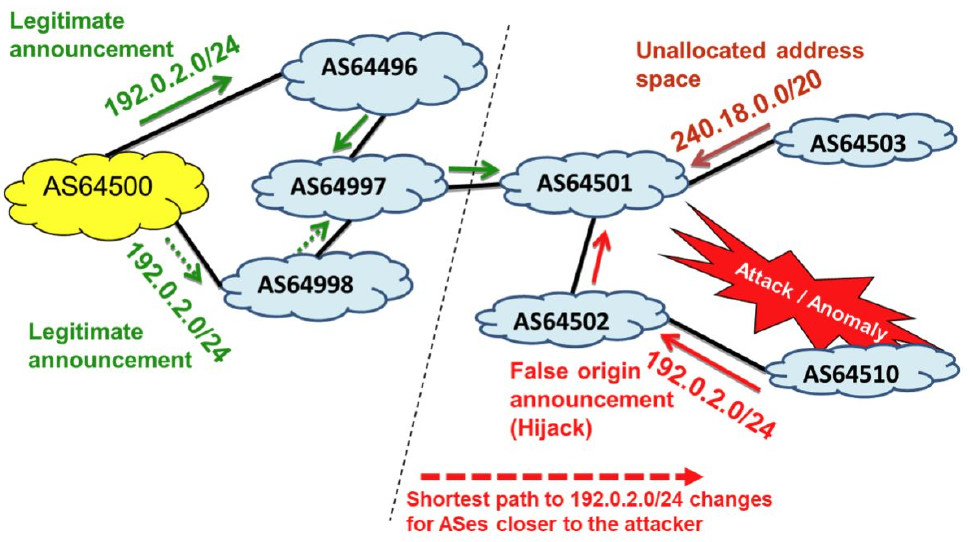 Legitimate
announcement
192.0.2.0/24
AS64496
Unallocated address
space
240.18.0.0/20
AS64503
AS64500
AS64997
AS64501
192.0.2.0/24
AS64998
Legitimate
announcement
Attack / Anomaly
AS64502
AS64510
192.0.2.0/24
False origin
announcement
(Hijack)
Shortest path to 192.0.2.0/24 changes
for ASes closer to the attacker